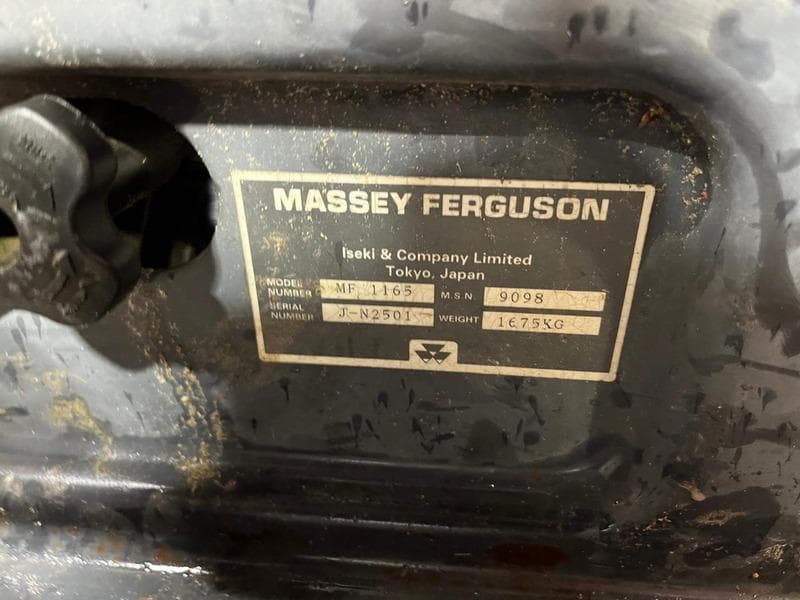 MASSEY FERGUSON
Iseki & Company Limited
Tokyo, Japan
MODEL NUMBER MF 1165 M.S.N. 9098
SERIAL NUMBER J-N2501 WEIGHT 1675KG